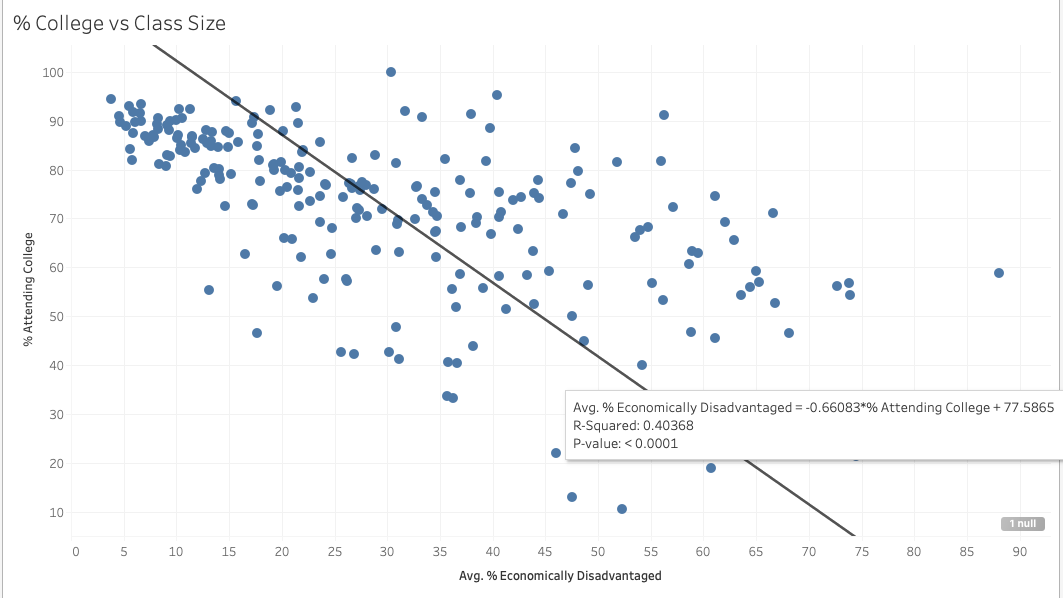 % College vs Class Size
100
90
80
70
60
50
40
30
20
10
% Attending College
Avg. % Economically Disadvantaged = -0.66083*% Attending College + 77.5865
R-Squared: 0.40368
P-value: < 0.0001
1 null
0 5 10 15 20 25 30 35 40 45 50 55 60 65 70 75 80 85 90
Avg. % Economically Disadvantaged